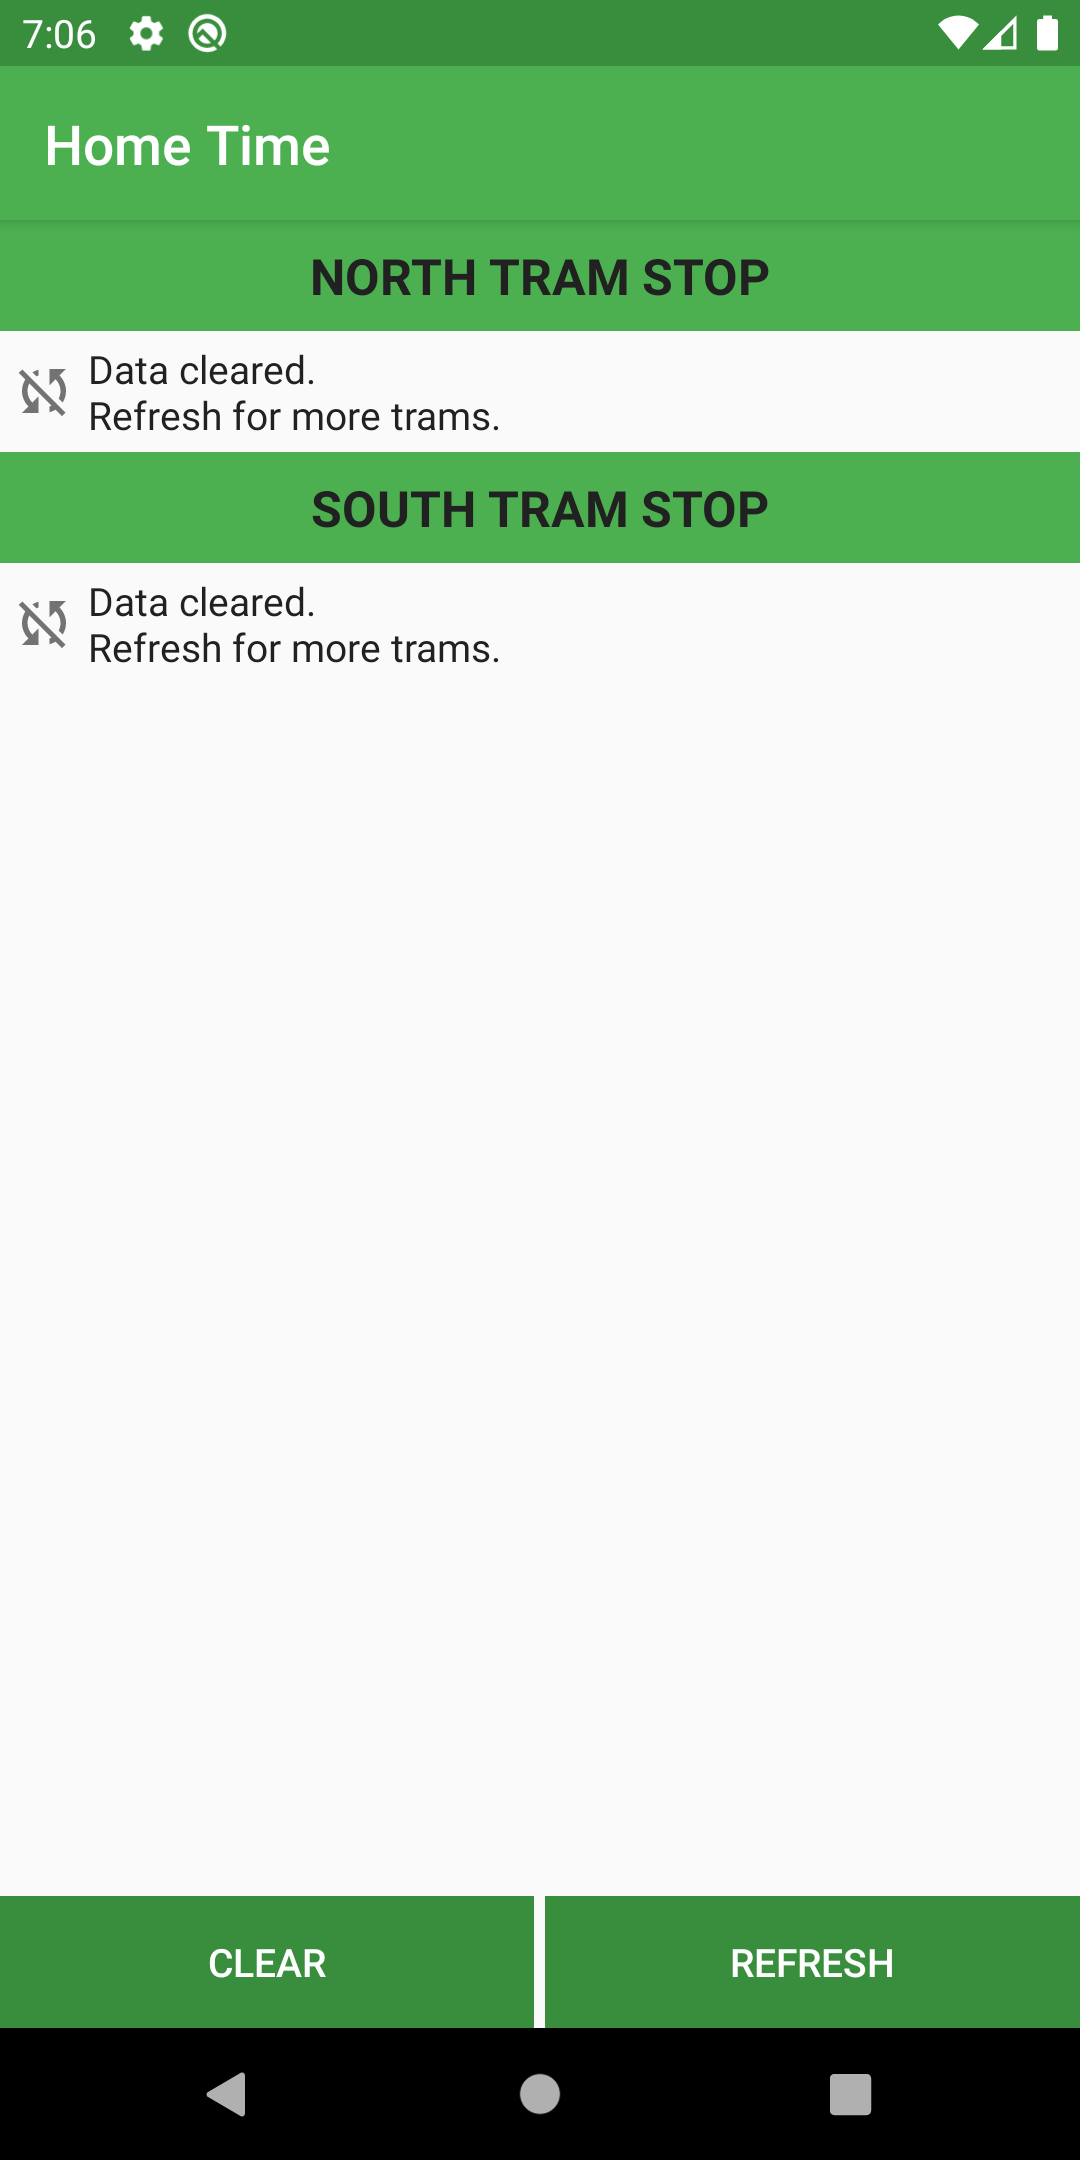 7:06
Home Time
NORTH TRAM STOP
Data cleared.
Refresh for more trams.
SOUTH TRAM STOP
Data cleared.
Refresh for more trams.
CLEAR
REFRESH